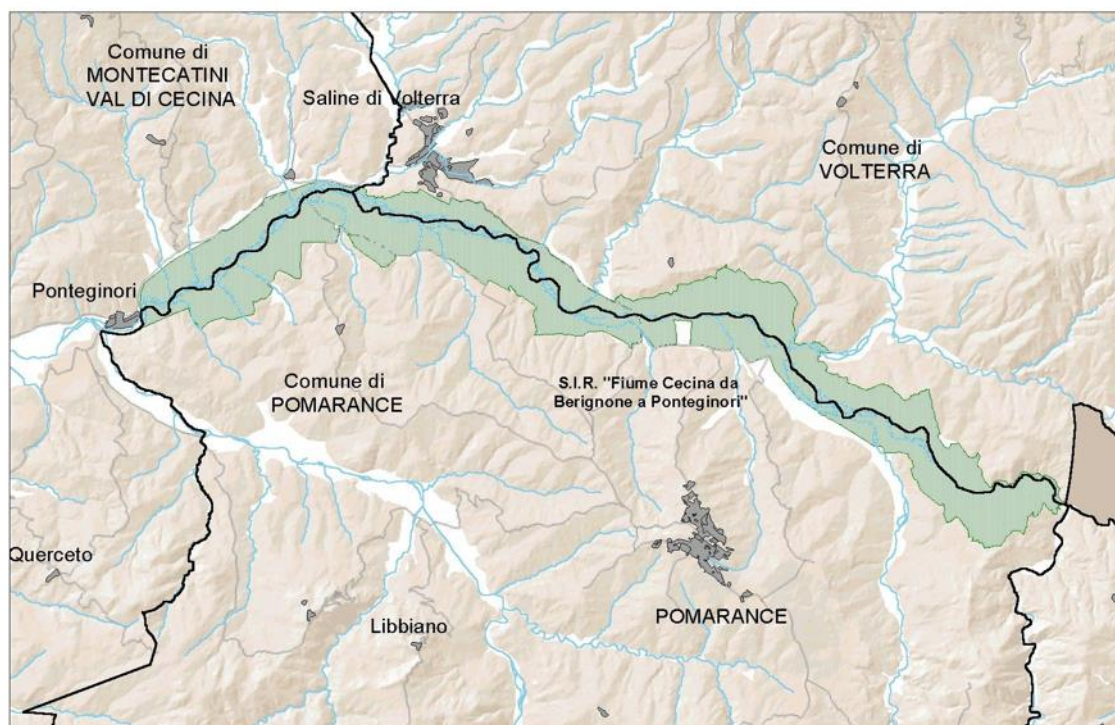 Comune di
MONTECATINI
VAL DI CECINA
Saline di Volterra
Comune di
VOLTERRA
Ponteginori
Comune di
POMARANCE
S.I.R. "Fiume Cecina da
Berignone a Ponteginori"
Querceto
Libbiano
POMARANCE